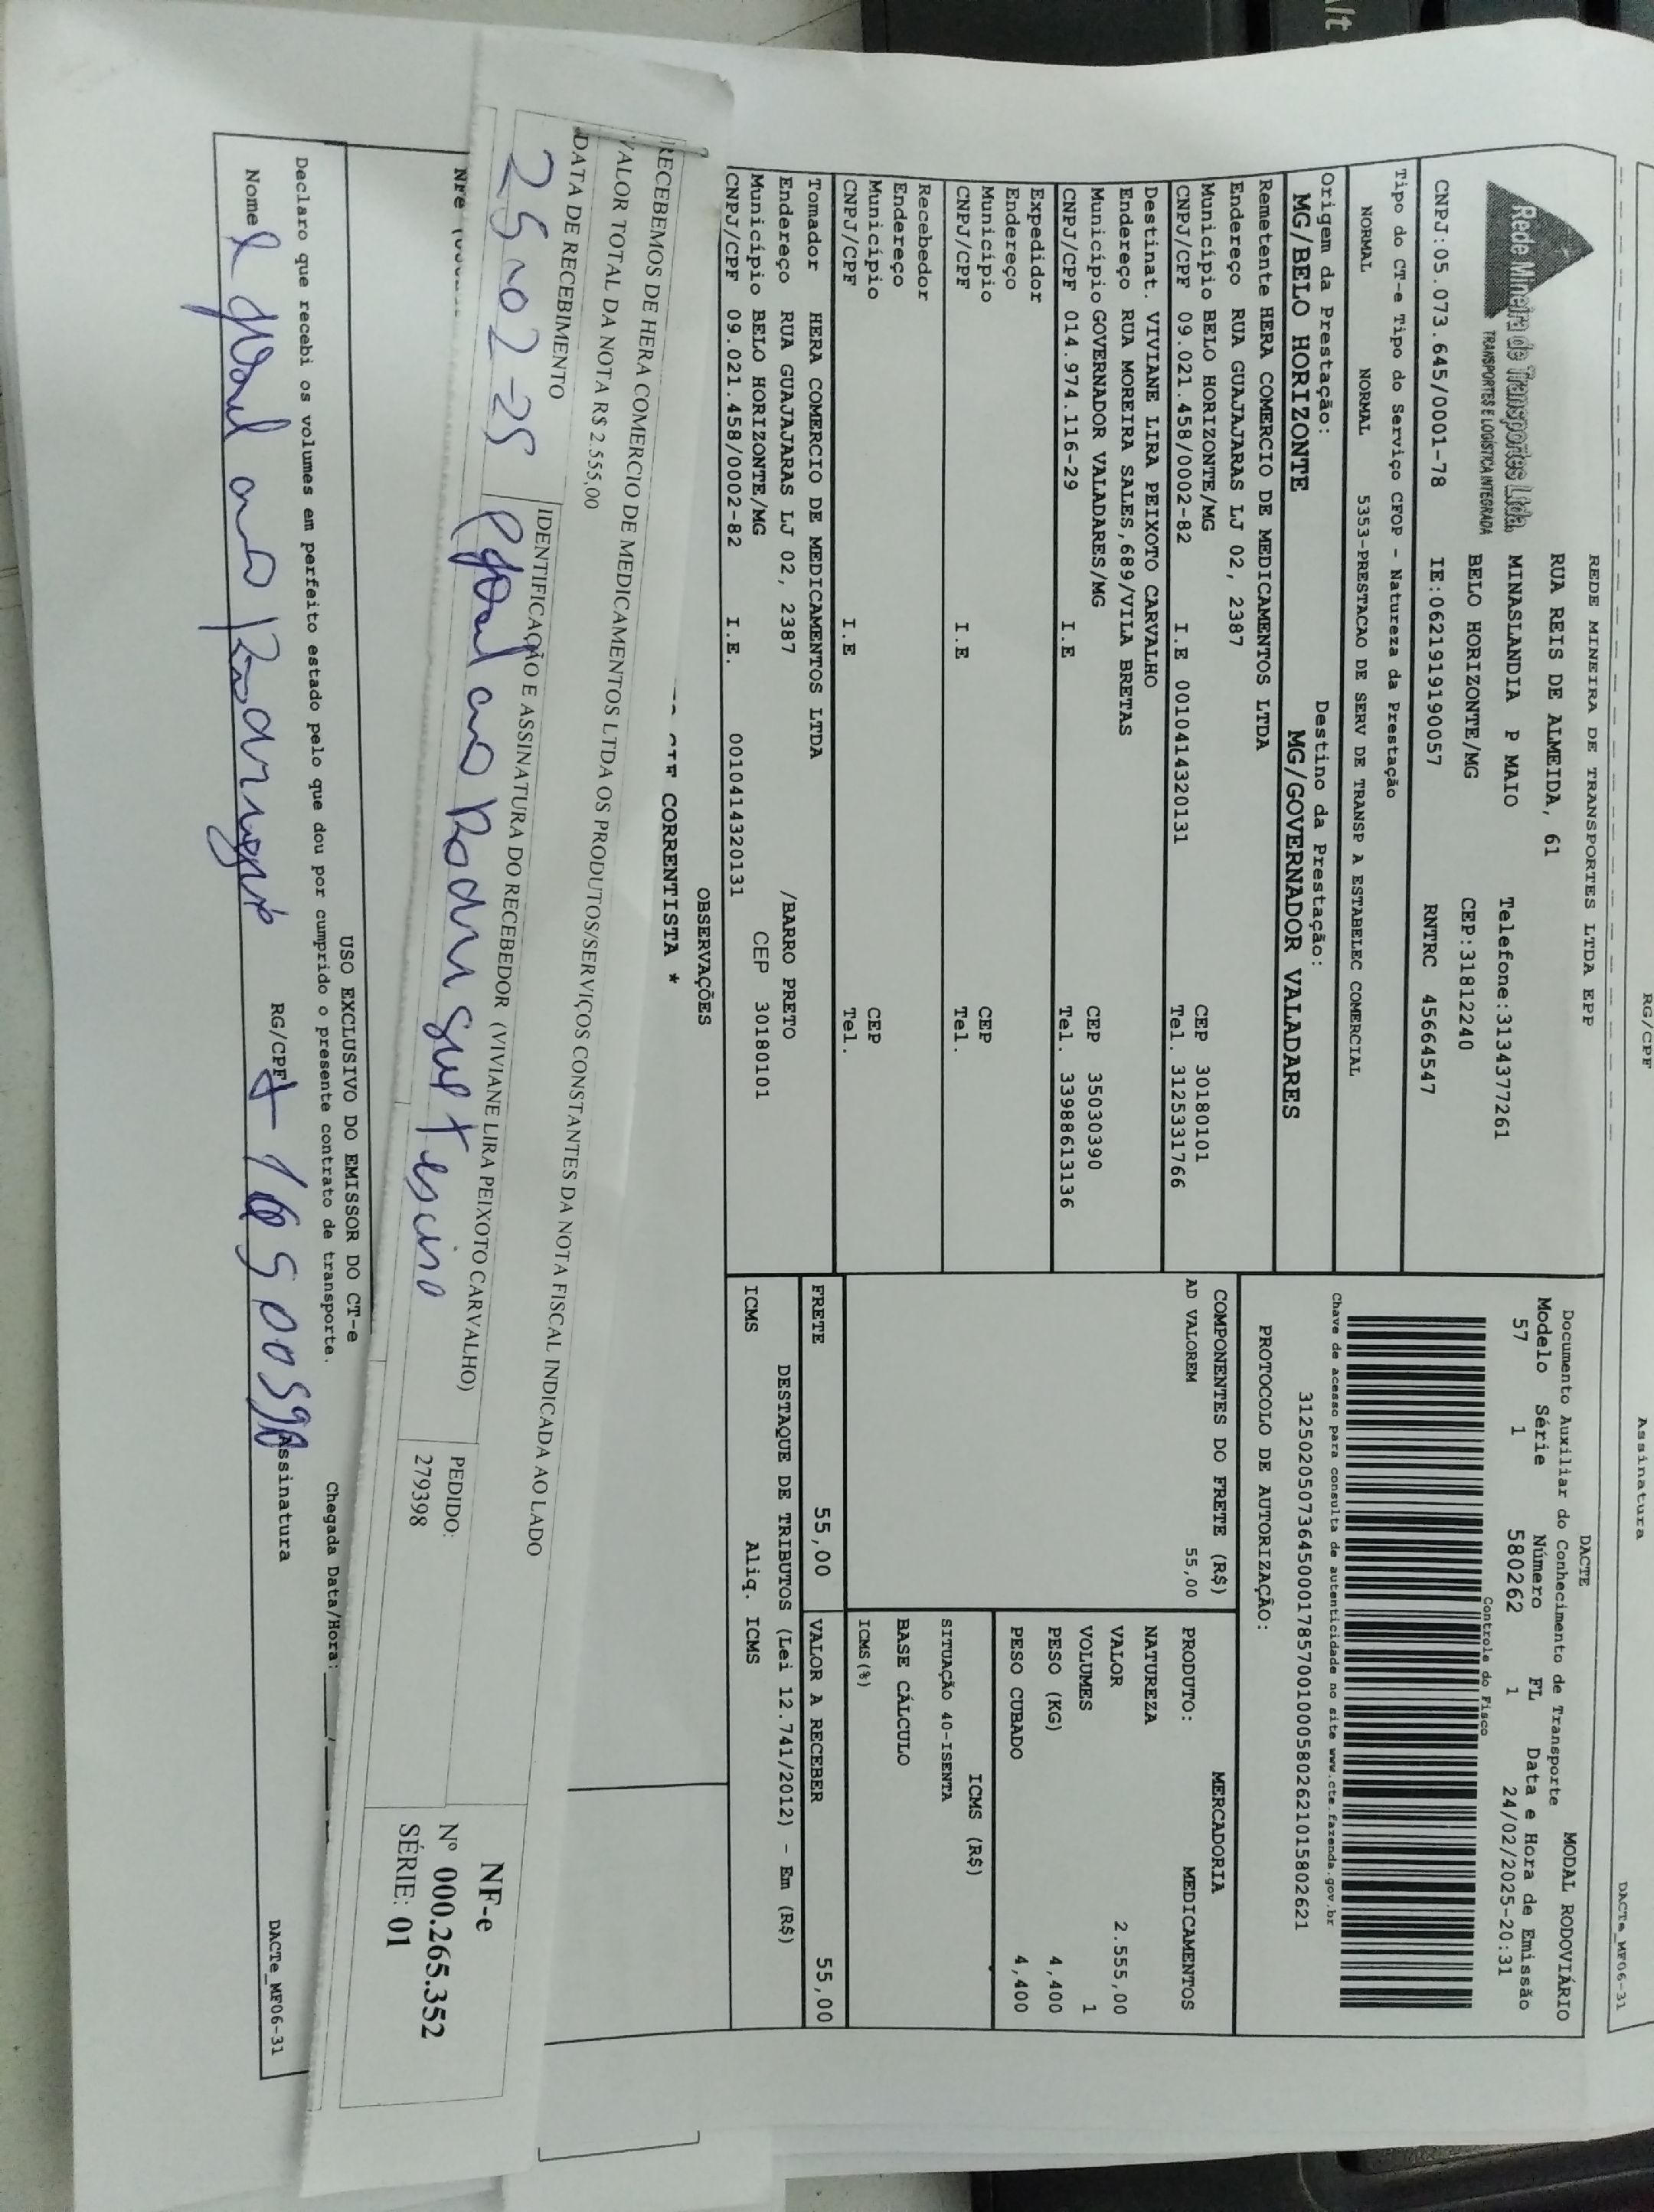 RG/CPF
Assinatura
DACTe_MF06-31
Rede Mineira de Transportes Ltda.
TRANSPORTES E LOGÍSTICA INTEGRADA
REDE MINEIRA DE TRANSPORTES LTDA EPP
RUA REIS DE ALMEIDA, 61
MINASLANDIA P MAIO Telefone:3134377261
BELO HORIZONTE/MG CEP:31812240
CNPJ:05.073.645/0001-78 IE:0621919190057 RNTRC 45664547
Tipo do CT-e Tipo do Serviço CFOP - Natureza da Prestação
NORMAL NORMAL 5353-PRESTACAO DE SERV DE TRANSP A ESTABELEC COMERCIAL
Origem da Prestação: Destino da Prestação:
MG/BELO HORIZONTE MG/GOVERNADOR VALADARES
Remetente HERA COMERCIO DE MEDICAMENTOS LTDA
Endereço RUA GUAJAJARAS LJ 02, 2387
Município BELO HORIZONTE/MG CEP 30180101
CNPJ/CPF 09.021.458/0002-82 I.E 0010414320131 Tel. 3125331766
Destinat. VIVIANE LIRA PEIXOTO CARVALHO
Endereço RUA MOREIRA SALES,689/VILA BRETAS
Município GOVERNADOR VALADARES/MG CEP 35030390
CNPJ/CPF 014.974.116-29 I.E Tel. 33988613136
Expedidor
Endereço
Município CEP
CNPJ/CPF I.E Tel.
Recebedor
Endereço
Município CEP
CNPJ/CPF I.E Tel.
Tomador HERA COMERCIO DE MEDICAMENTOS LTDA
Endereço RUA GUAJAJARAS LJ 02, 2387 /BARRO PRETO
Município BELO HORIZONTE/MG CEP 30180101
CNPJ/CPF 09.021.458/0002-82 I.E. 0010414320131
DACTE
Documento Auxiliar do Conhecimento de Transporte MODAL RODOVIÁRIO
Modelo Série Número FL Data e Hora de Emissão
57 1 580262 1 24/02/2025-20:31
Controle do Fisco
Chave de acesso para consulta de autenticidade no site www.cte.fazenda.gov.br
31250205073645000178570010005802621015802621
PROTOCOLO DE AUTORIZAÇÃO:
COMPONENTES DO FRETE (R$)
AD VALOREM 55,00
MERCADORIA
PRODUTO: MEDICAMENTOS
NATUREZA
VALOR 2.555,00
VOLUMES 1
PESO (KG) 4,400
PESO CUBADO 4,400
ICMS (R$)
SITUAÇÃO 40-ISENTA
BASE CÁLCULO
ICMS(%)
FRETE 55,00 VALOR A RECEBER 55,00
DESTAQUE DE TRIBUTOS (Lei 12.741/2012) - Em (R$)
ICMS Aliq. ICMS
OBSERVAÇÕES
CIF CORRENTISTA *
RECEBEMOS DE HERA COMERCIO DE MEDICAMENTOS LTDA OS PRODUTOS/SERVIÇOS CONSTANTES DA NOTA FISCAL INDICADA AO LADO
VALOR TOTAL DA NOTA R$ 2.555,00
DATA DE RECEBIMENTO
25-02-25
IDENTIFICAÇÃO E ASSINATURA DO RECEBEDOR (VIVIANE LIRA PEIXOTO CARVALHO)
PEDIDO:
279398
NF-e
Nº 000.265.352
SÉRIE: 01
USO EXCLUSIVO DO EMISSOR DO CT-e
Declaro que recebi os volumes em perfeito estado pelo que dou por cumprido o presente contrato de transporte.
Chegada Data/Hora:
Nome RG/CPF Assinatura
DACTe_MF06-31